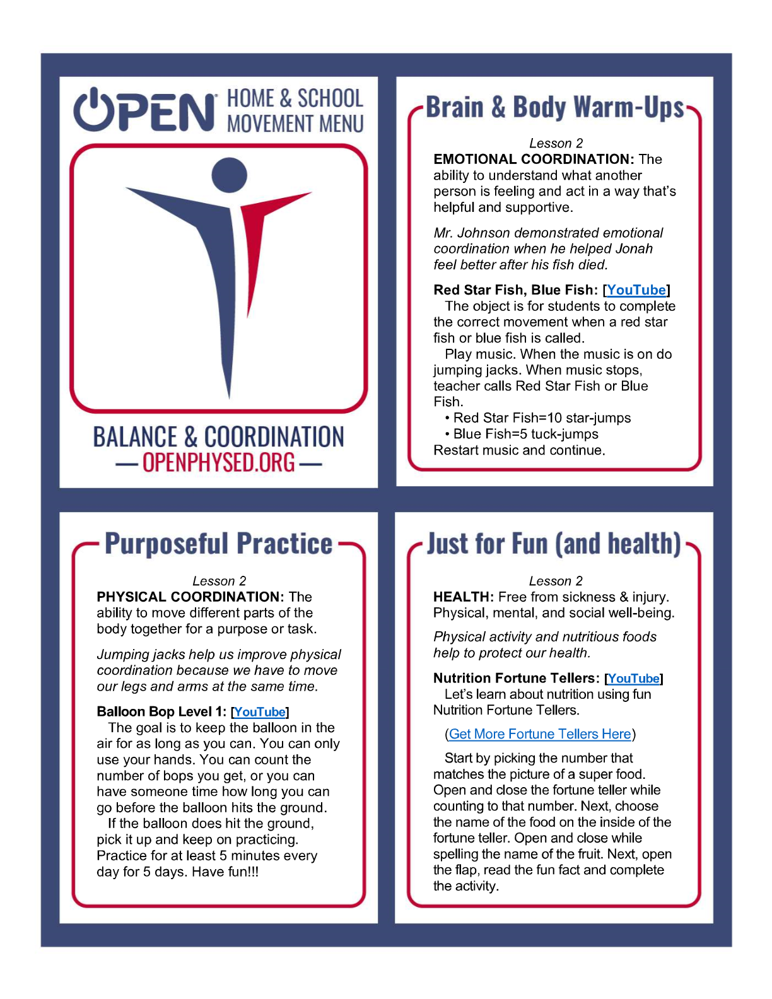 OPEN® HOME & SCHOOL
MOVEMENT MENU
BALANCE & COORDINATION
— OPENPHYSED.ORG —
Brain & Body Warm-Ups
Lesson 2
EMOTIONAL COORDINATION: The
ability to understand what another
person is feeling and act in a way that's
helpful and supportive.
Mr. Johnson demonstrated emotional
coordination when he helped Jonah
feel better after his fish died.
Red Star Fish, Blue Fish: [YouTube]
The object is for students to complete
the correct movement when a red star
fish or blue fish is called.
Play music. When the music is on do
jumping jacks. When music stops,
teacher calls Red Star Fish or Blue
Fish.
• Red Star Fish=10 star-jumps
• Blue Fish=5 tuck-jumps
Restart music and continue.
Purposeful Practice
Lesson 2
PHYSICAL COORDINATION: The
ability to move different parts of the
body together for a purpose or task.
Jumping jacks help us improve physical
coordination because we have to move
our legs and arms at the same time.
Balloon Bop Level 1: [YouTube]
The goal is to keep the balloon in the
air for as long as you can. You can only
use your hands. You can count the
number of bops you get, or you can
have someone time how long you can
go before the balloon hits the ground.
If the balloon does hit the ground,
pick it up and keep on practicing.
Practice for at least 5 minutes every
day for 5 days. Have fun!!!
Just for Fun (and health)
Lesson 2
HEALTH: Free from sickness & injury.
Physical, mental, and social well-being.
Physical activity and nutritious foods
help to protect our health.
Nutrition Fortune Tellers: [YouTube]
Let's learn about nutrition using fun
Nutrition Fortune Tellers.
(Get More Fortune Tellers Here)
Start by picking the number that
matches the picture of a super food.
Open and close the fortune teller while
counting to that number. Next, choose
the name of the food on the inside of the
fortune teller. Open and close while
spelling the name of the fruit. Next, open
the flap, read the fun fact and complete
the activity.